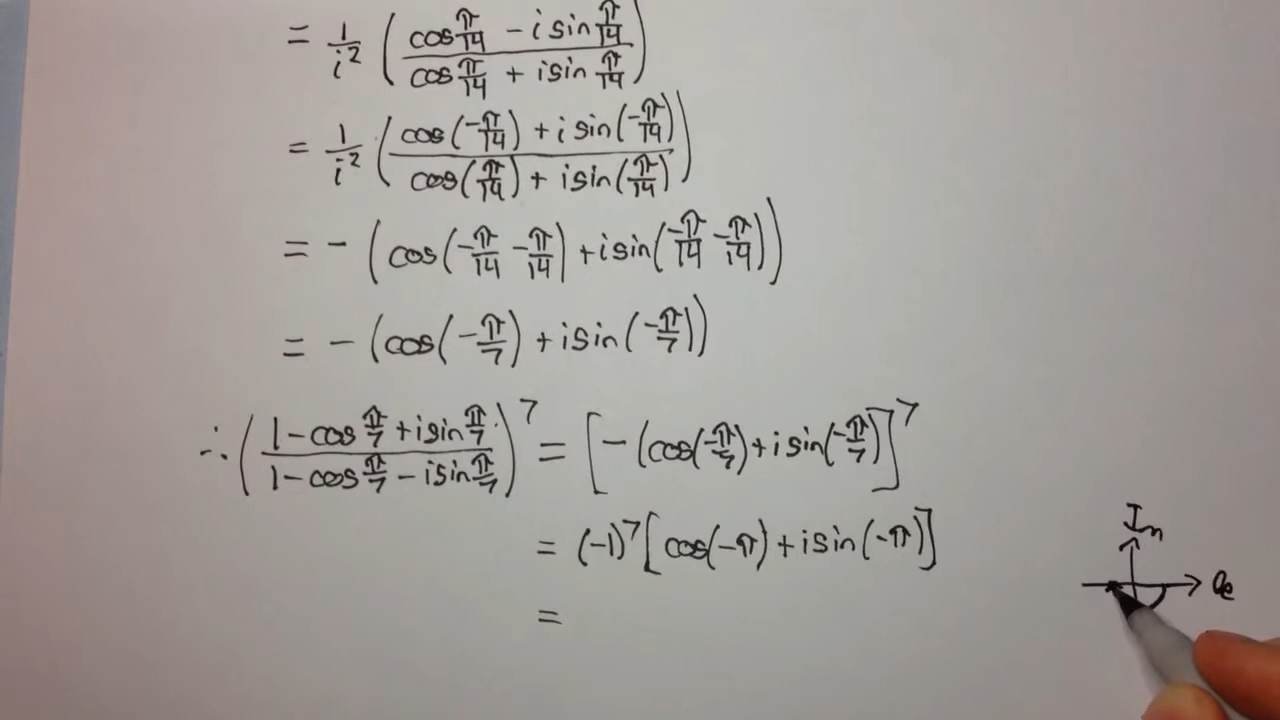 = 1/i² ( (cos π/14 − i sin π/14) / (cos π/14 + i sin π/14) )
= 1/i² ( (cos(−π/14) + i sin(−π/14)) / (cos(π/14) + i sin(π/14)) )
= − (cos(−π/14 − π/14) + i sin(−π/14 − π/14))
= − (cos(−π/7) + i sin(−π/7))
∴ ( (1 − cos π/7 + i sin π/7) / (1 − cos π/7 − i sin π/7) )⁷ = [− (cos(−π/7) + i sin(−π/7)]⁷
= (−1)⁷ [cos(−π) + i sin(−π)]
=
Im
Re